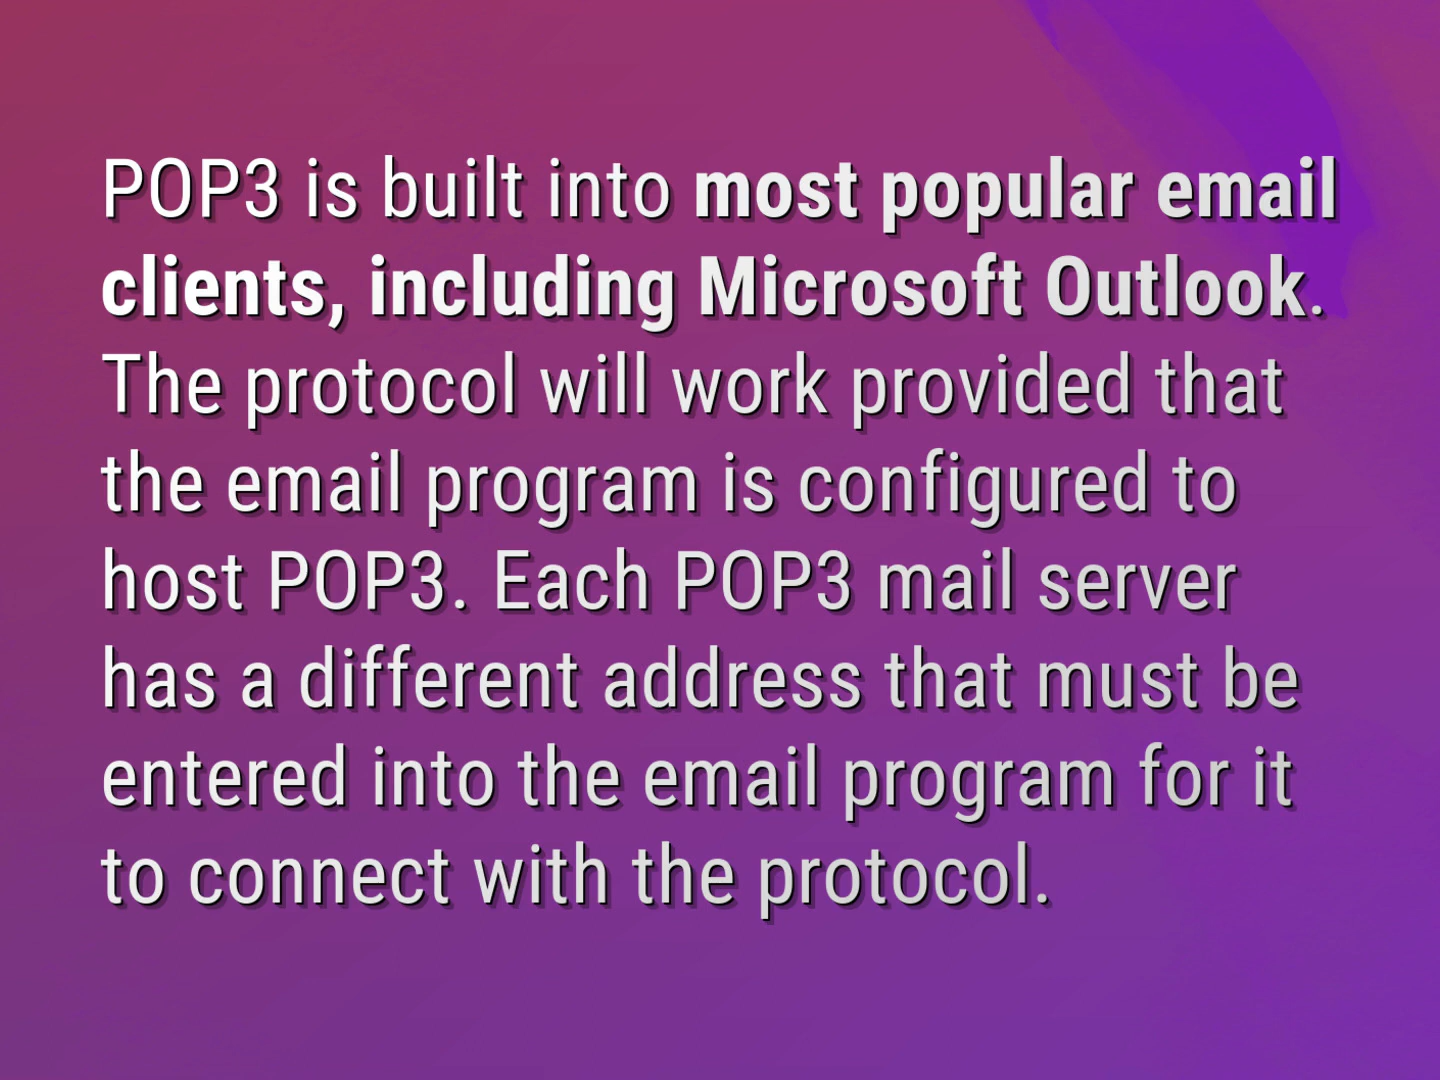 POP3 is built into most popular email
clients, including Microsoft Outlook.
The protocol will work provided that
the email program is configured to
host POP3. Each POP3 mail server
has a different address that must be
entered into the email program for it
to connect with the protocol.